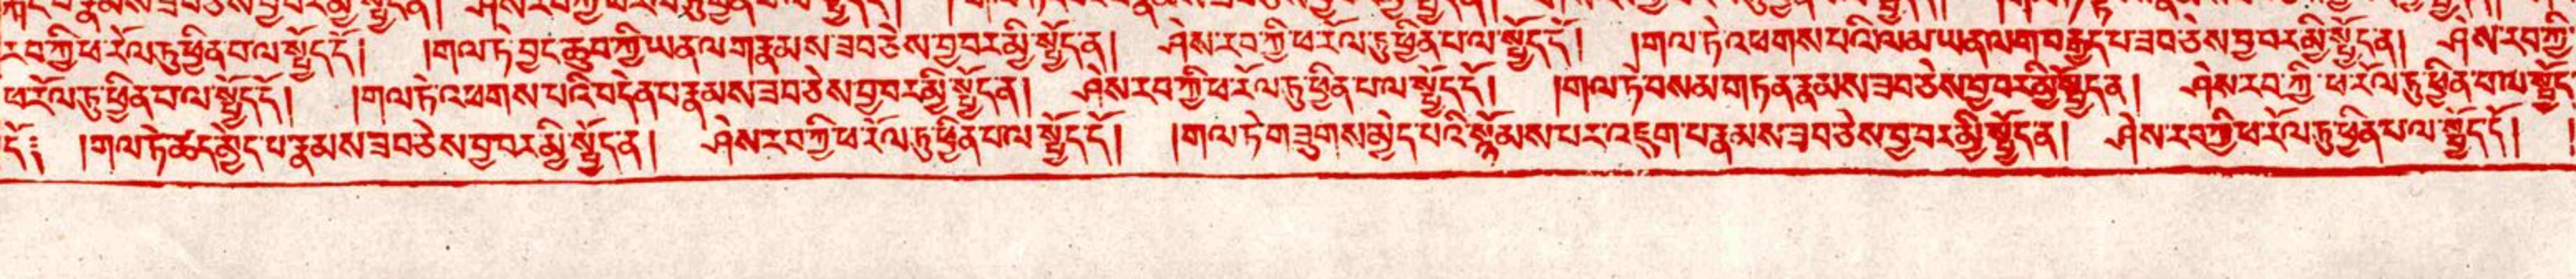 རབ་ཀྱི་ཕ་རོལ་ཏུ་ཕྱིན་པ་ལ་སྤྱོད་དོ། །གལ་ཏེ་བྱང་ཆུབ་ཀྱི་ཡན་ལག་རྣམས་ཟབ་ཅེས་བྱ་བར་མི་སྤྱོད་ན། ཤེས་རབ་ཀྱི་ཕ་རོལ་ཏུ་ཕྱིན་པ་ལ་སྤྱོད་དོ། །གལ་ཏེ་འཕགས་པའི་ལམ་ཡན་ལག་བརྒྱད་པ་ཟབ་ཅེས་བྱ་བར་མི་སྤྱོད་ན། ཤེས་རབ་ཀྱི་
ཕ་རོལ་ཏུ་ཕྱིན་པ་ལ་སྤྱོད་དོ། །གལ་ཏེ་འཕགས་པའི་བདེན་པ་རྣམས་ཟབ་ཅེས་བྱ་བར་མི་སྤྱོད་ན། ཤེས་རབ་ཀྱི་ཕ་རོལ་ཏུ་ཕྱིན་པ་ལ་སྤྱོད་དོ། །གལ་ཏེ་བསམ་གཏན་རྣམས་ཟབ་ཅེས་བྱ་བར་མི་སྤྱོད་ན། ཤེས་རབ་ཀྱི་ཕ་རོལ་ཏུ་ཕྱིན་པ་ལ་སྤྱོད་
དོ༑ །གལ་ཏེ་ཚད་མེད་པ་རྣམས་ཟབ་ཅེས་བྱ་བར་མི་སྤྱོད་ན། ཤེས་རབ་ཀྱི་ཕ་རོལ་ཏུ་ཕྱིན་པ་ལ་སྤྱོད་དོ། །གལ་ཏེ་གཟུགས་མེད་པའི་སྙོམས་པར་འཇུག་པ་རྣམས་ཟབ་ཅེས་བྱ་བར་མི་སྤྱོད་ན། ཤེས་རབ་ཀྱི་ཕ་རོལ་ཏུ་ཕྱིན་པ་ལ་སྤྱོད་དོ།